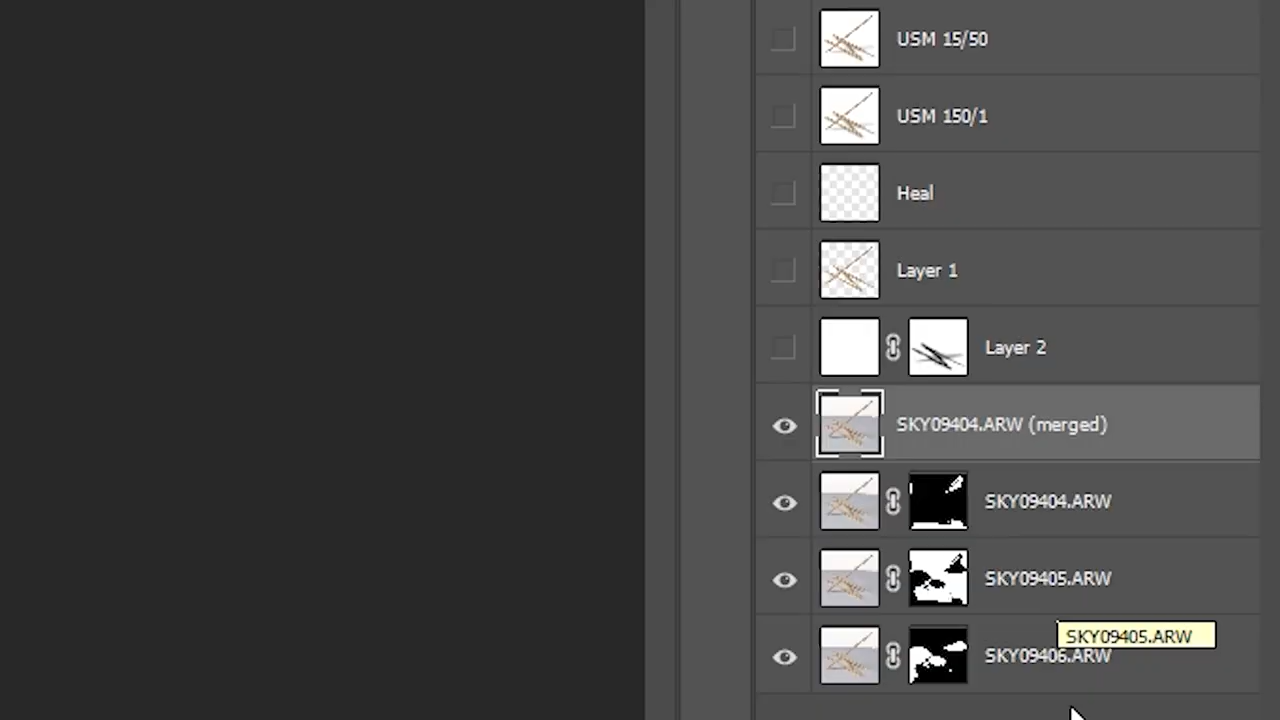 USM 15/50
USM 150/1
Heal
Layer 1
Layer 2
SKY09404.ARW (merged)
SKY09404.ARW
SKY09405.ARW
SKY09405.ARW
SKY09406.ARW